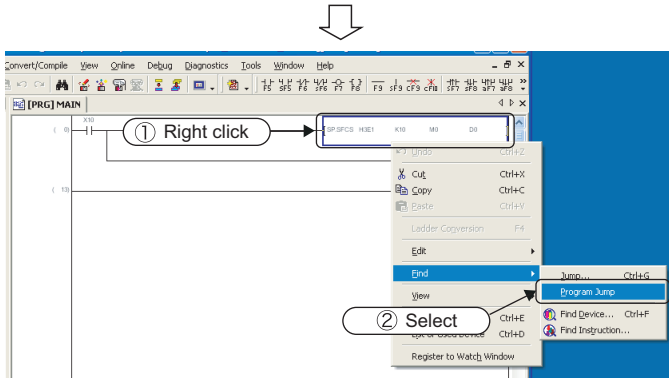 Convert/Compile View Online Debug Diagnostics Tools Window Help
F5 sF5 F6 sF6 F7 F8 F9 sF9 cF9 cF10 sF7 sF8 aF7 aF8
[PRG] MAIN
X10
( 0)
① Right click
SP.SFCS H3E1 K10 M0 D0
Undo Ctrl+Z
Cut Ctrl+X
Copy Ctrl+C
Paste Ctrl+V
( 13)
Ladder Conversion F4
Edit
Find
Jump... Ctrl+G
View
Program Jump
② Select
Ctrl+E
Find Device... Ctrl+F
Device Ctrl+D
Find Instruction...
Register to Watch Window